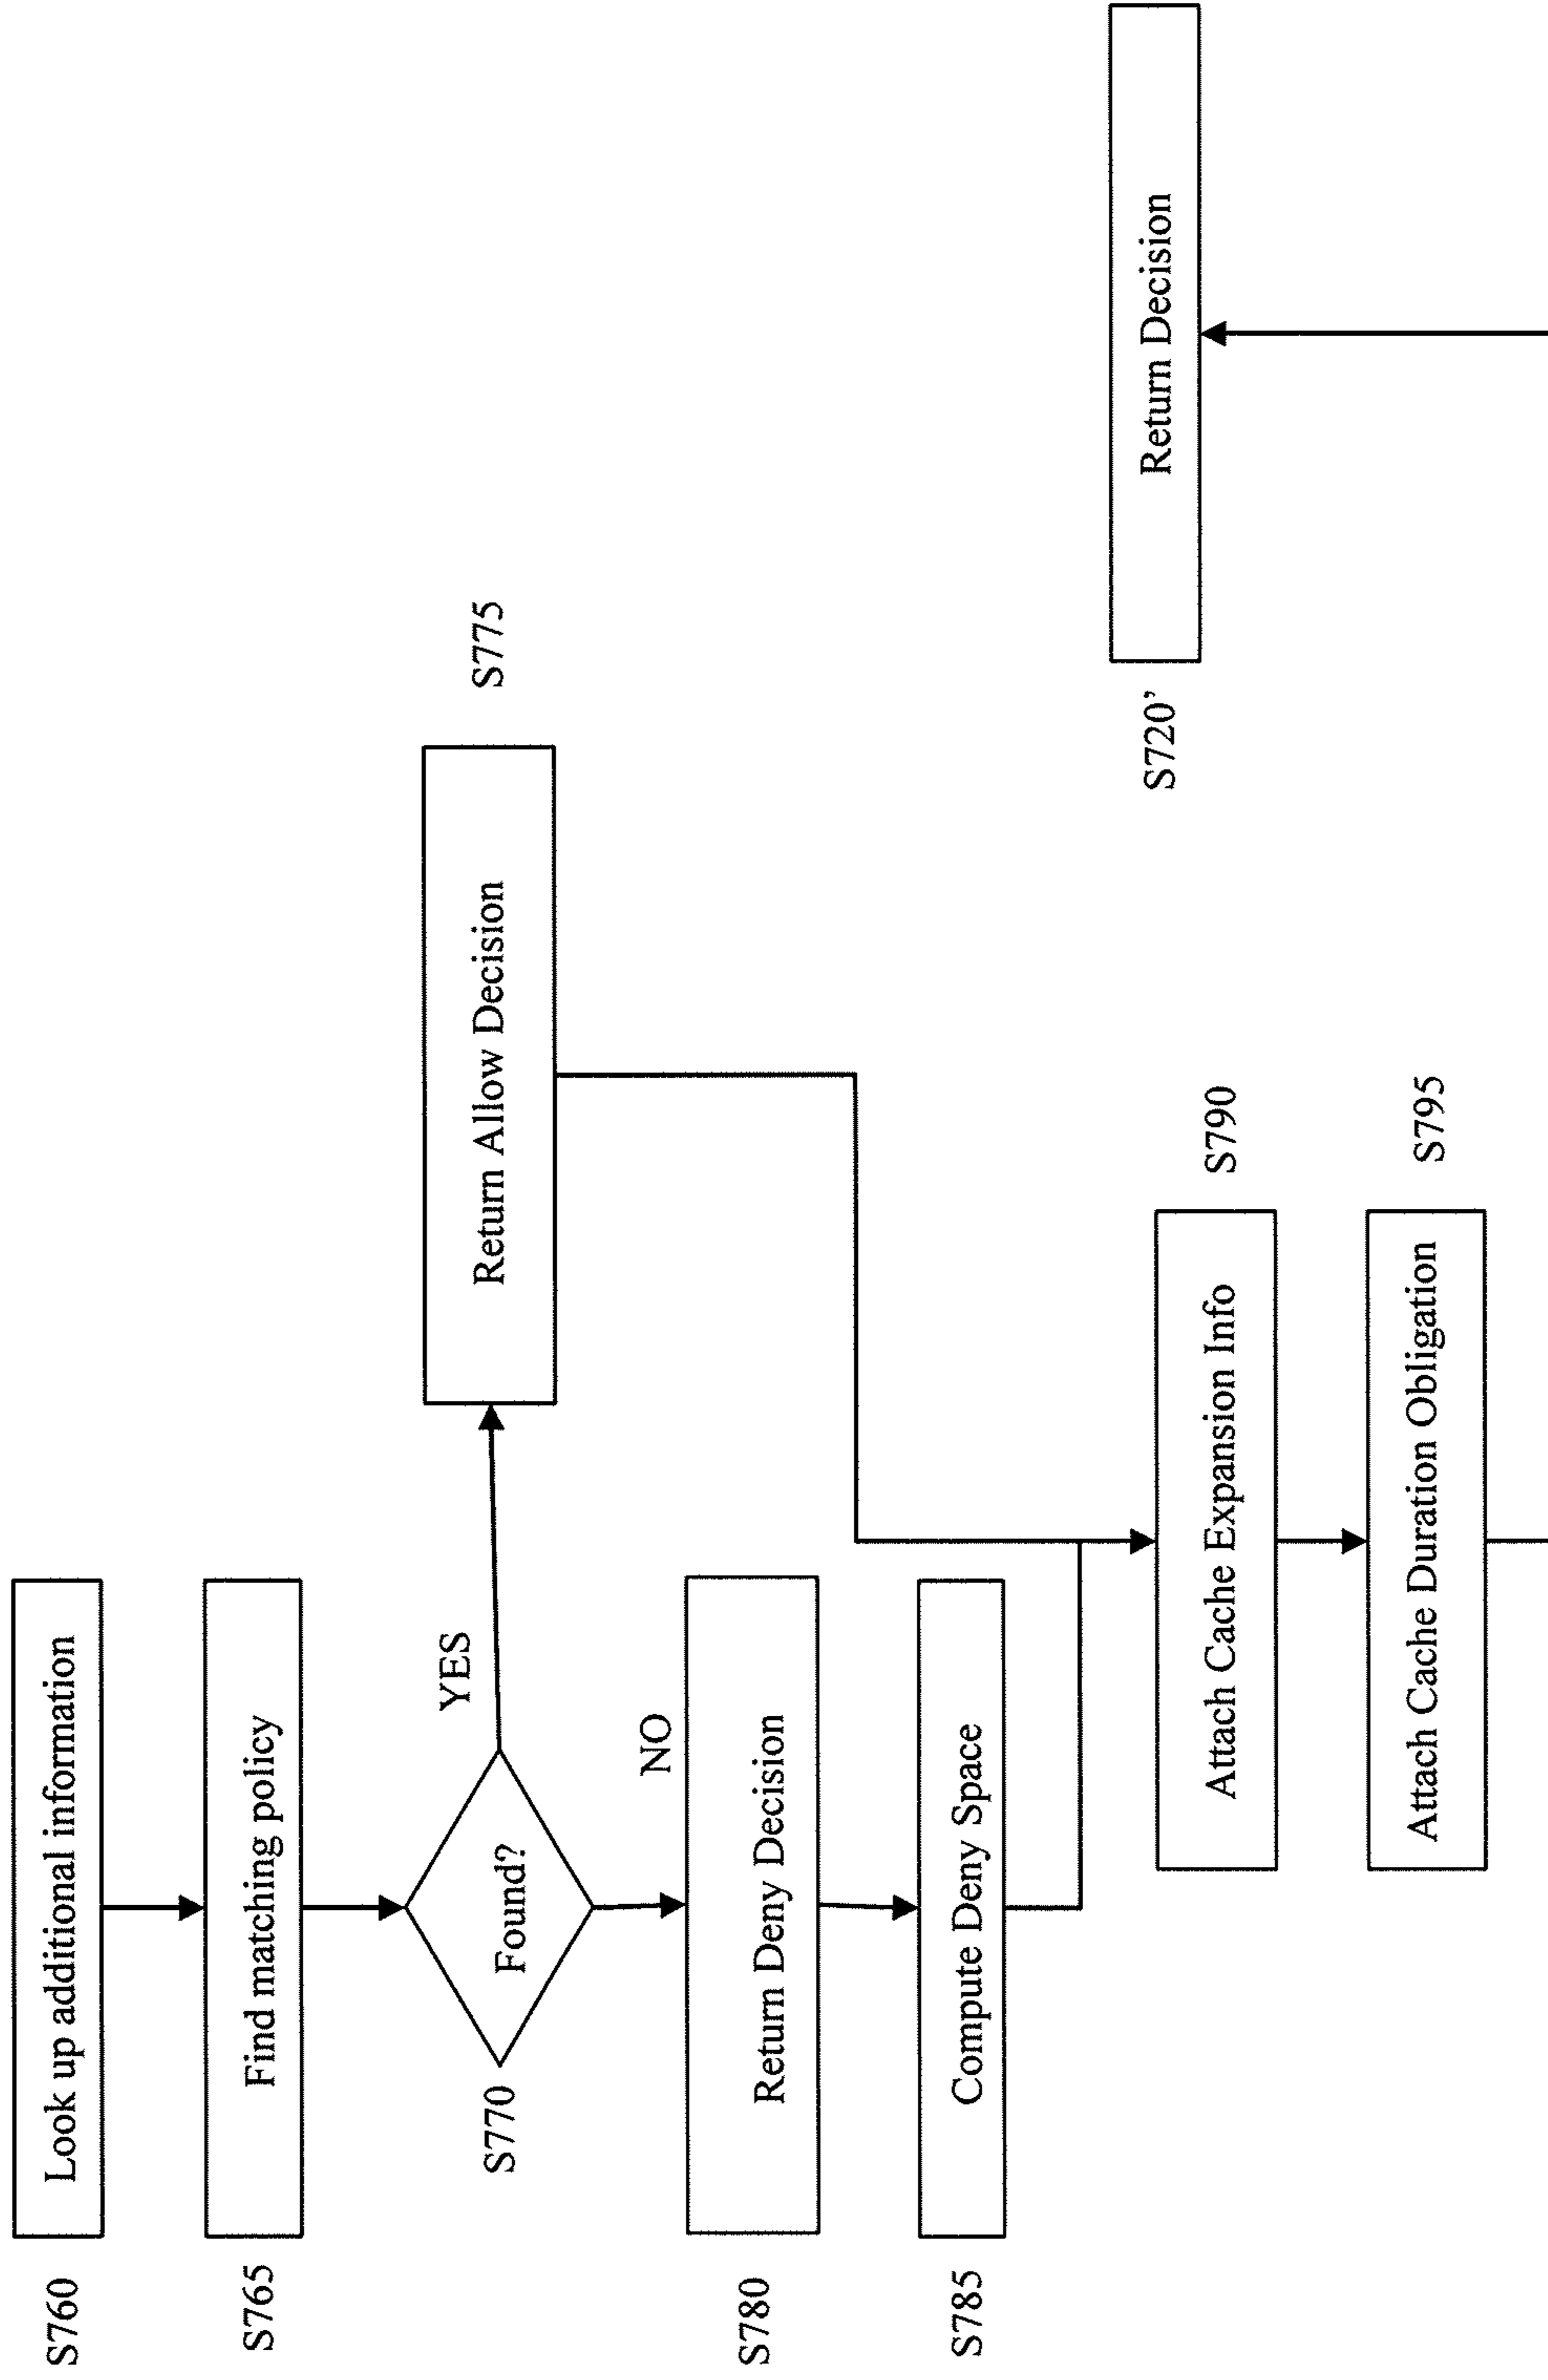 S760
Look up additional information
S765
Find matching policy
S770
Found?
YES
Return Allow Decision
S775
NO
S780
Return Deny Decision
S785
Compute Deny Space
Attach Cache Expansion Info
S790
Attach Cache Duration Obligation
S795
S720’
Return Decision